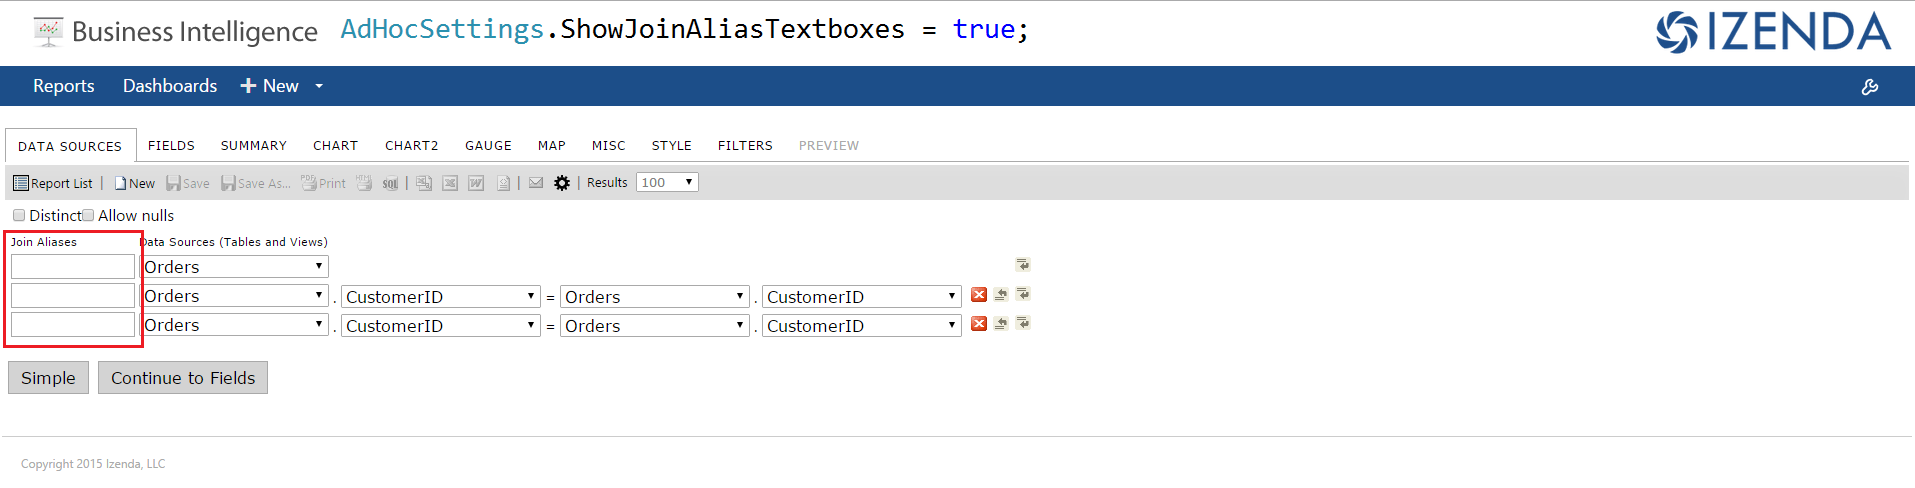 Business Intelligence AdHocSettings.ShowJoinAliasTextboxes = true; IZENDA
Reports Dashboards + New
DATA SOURCES FIELDS SUMMARY CHART CHART2 GAUGE MAP MISC STYLE FILTERS PREVIEW
Report List | New Save Save As... PDF Print HTML SQL | | Results 100
Distinct Allow nulls
Join Aliases Data Sources (Tables and Views)
Orders
Orders . CustomerID = Orders . CustomerID
Orders . CustomerID = Orders . CustomerID
Simple Continue to Fields
Copyright 2015 Izenda, LLC